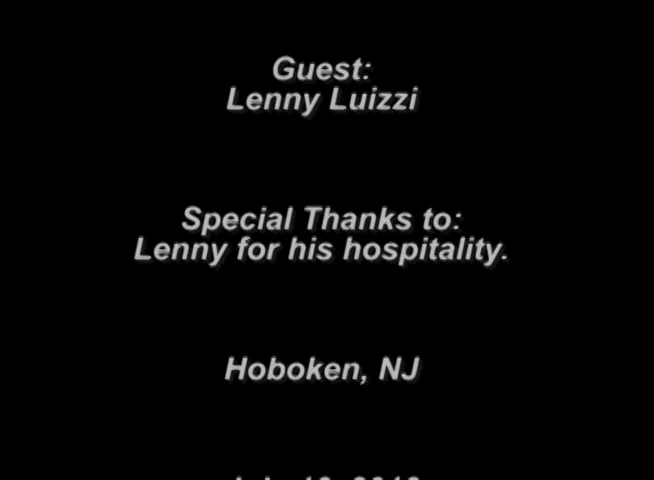 Guest:
Lenny Luizzi
Special Thanks to:
Lenny for his hospitality.
Hoboken, NJ